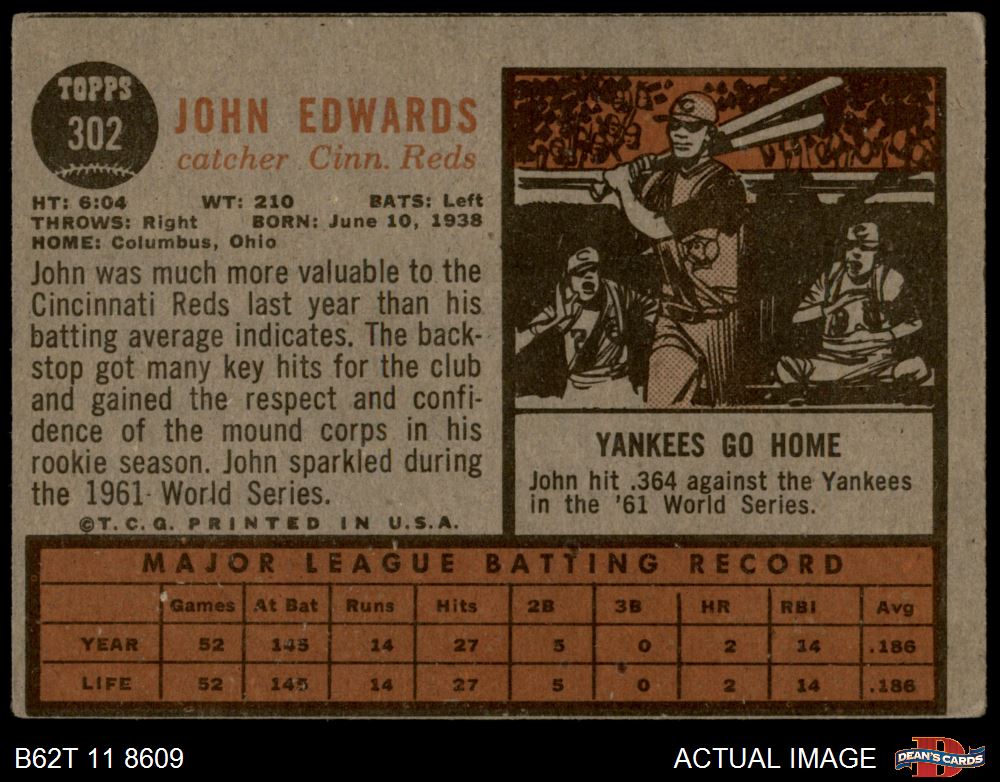 TOPPS
302
JOHN EDWARDS
catcher Cinn. Reds
HT: 6:04 WT: 210 BATS: Left
THROWS: Right BORN: June 10, 1938
HOME: Columbus, Ohio
John was much more valuable to the
Cincinnati Reds last year than his
batting average indicates. The back-
stop got many key hits for the club
and gained the respect and confi-
dence of the mound corps in his
rookie season. John sparkled during
the 1961 World Series.
©T.C.G. PRINTED IN U.S.A.
C
C
C
YANKEES GO HOME
John hit .364 against the Yankees
in the '61 World Series.
MAJOR LEAGUE BATTING RECORD
Games At Bat Runs Hits 2B 3B HR RBI Avg
YEAR 52 145 14 27 5 0 2 14 .186
LIFE 52 145 14 27 5 0 2 14 .186
B62T 11 8609
ACTUAL IMAGE
D
DEAN'S CARDS